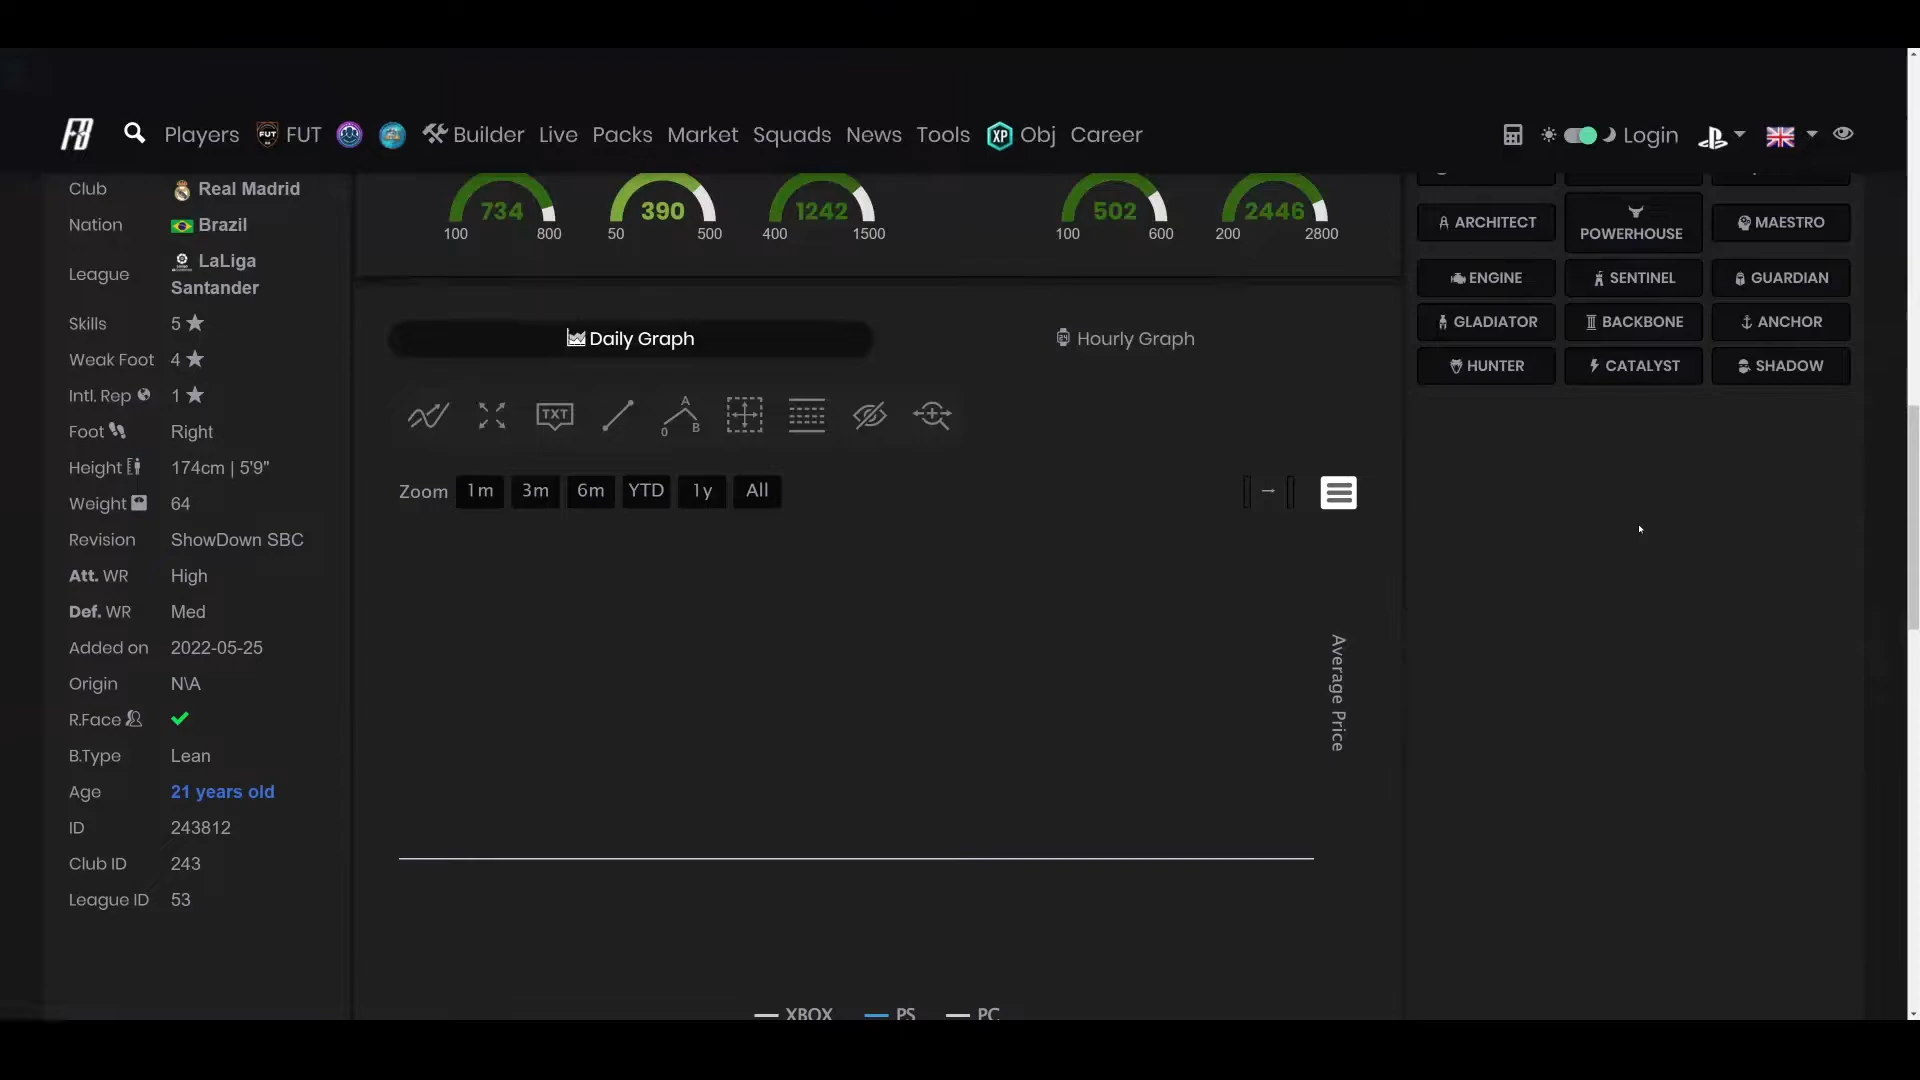 Players FUT Builder Live Packs Market Squads News Tools XP Obj Career Login
Club Real Madrid
Nation Brazil
League LaLiga Santander
Skills 5
Weak Foot 4
Intl. Rep 1
Foot Right
Height 174cm | 5'9"
Weight 64
Revision ShowDown SBC
Att. WR High
Def. WR Med
Added on 2022-05-25
Origin N\A
R.Face
B.Type Lean
Age 21 years old
ID 243812
Club ID 243
League ID 53
734 390 1242 502 2446
100 800 50 500 400 1500 100 600 200 2800
Daily Graph Hourly Graph
TXT A 0 B
Zoom 1m 3m 6m YTD 1y All →
Average Price
XBOX PS PC
ARCHITECT POWERHOUSE MAESTRO
ENGINE SENTINEL GUARDIAN
GLADIATOR BACKBONE ANCHOR
HUNTER CATALYST SHADOW